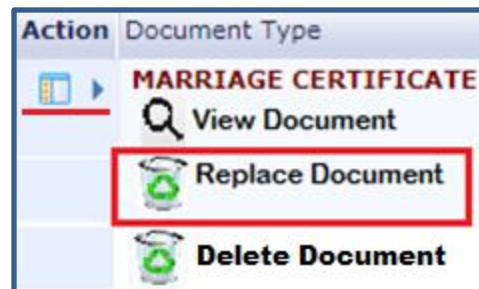 Action Document Type
MARRIAGE CERTIFICATE
View Document
Replace Document
Delete Document